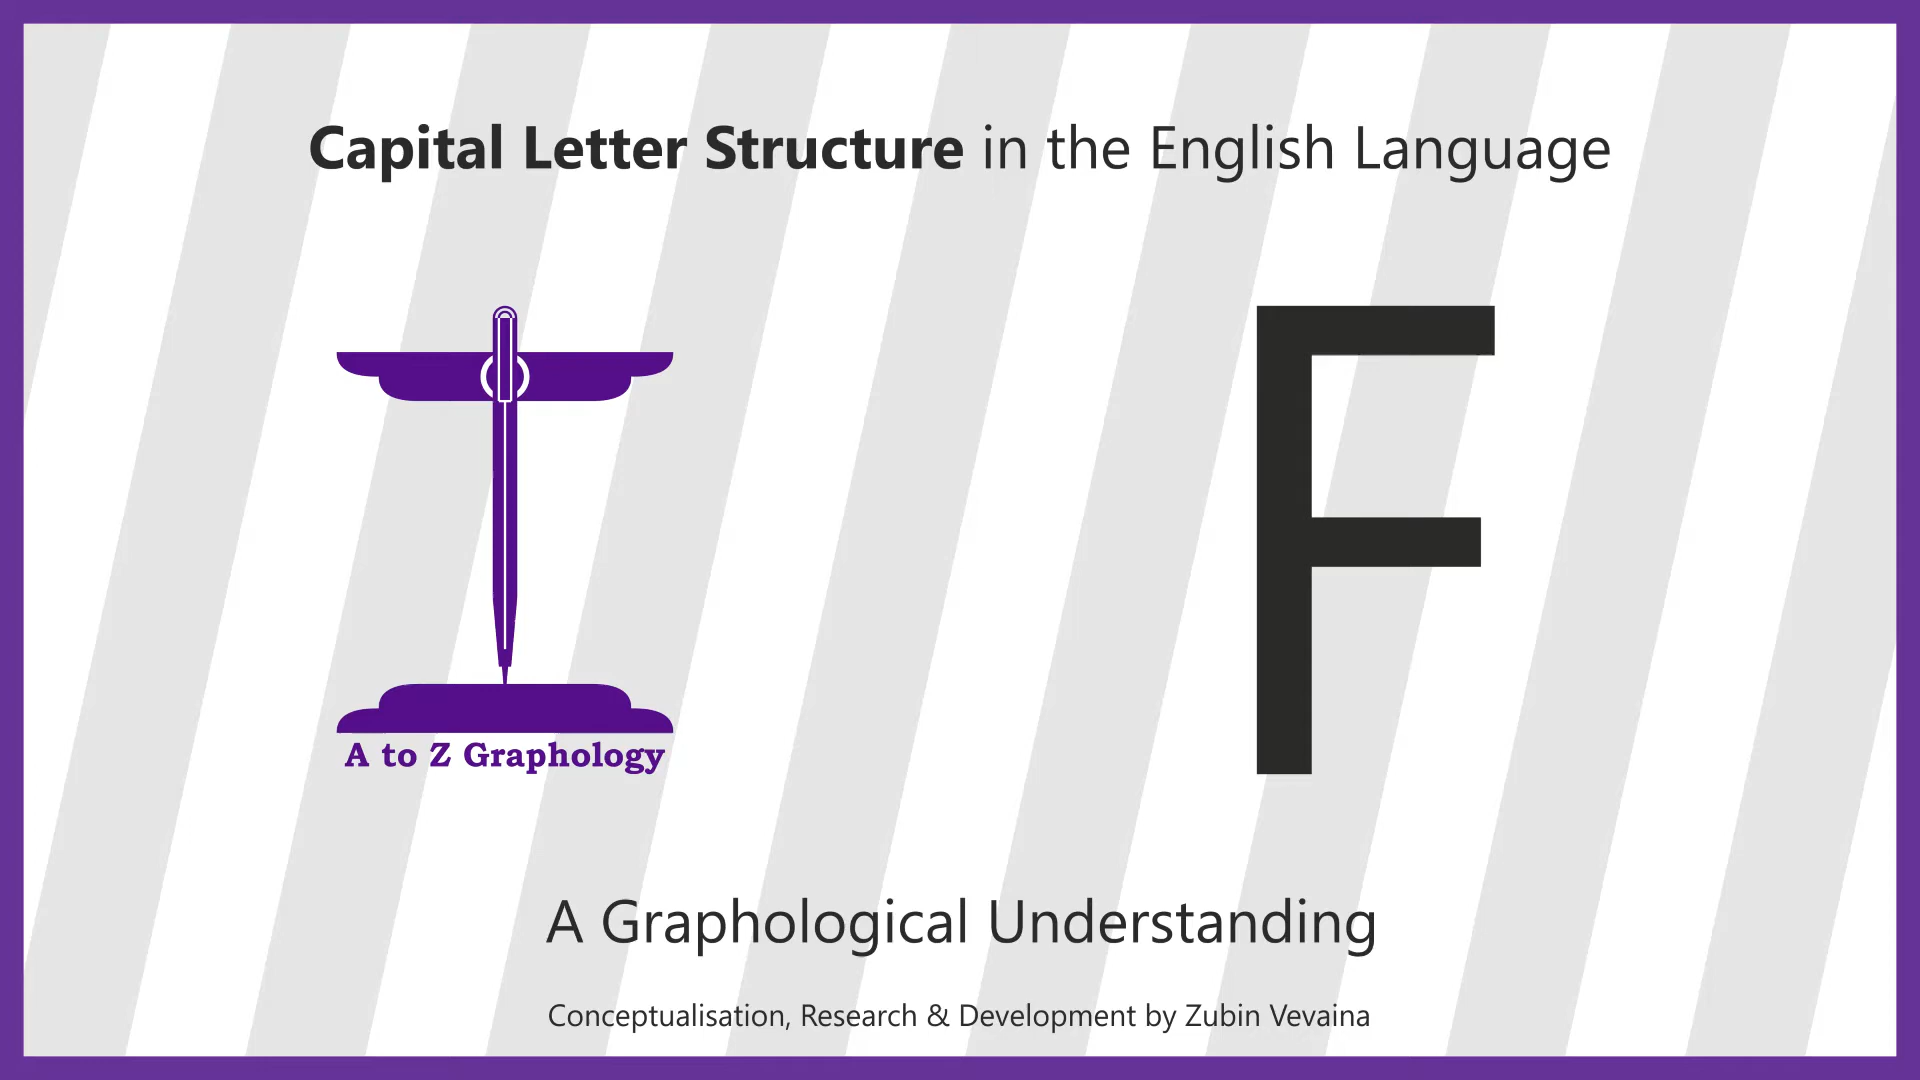 Capital Letter Structure in the English Language
F
A to Z Graphology
A Graphological Understanding
Conceptualisation, Research & Development by Zubin Vevaina